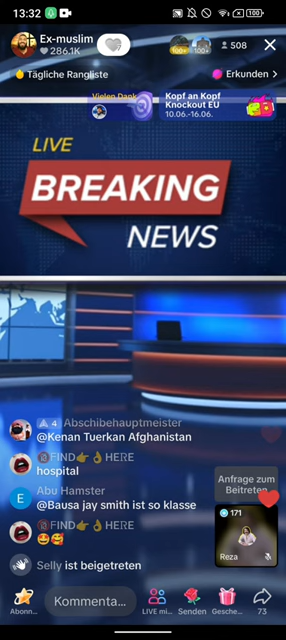 13:32
100
Ex-muslim
286.1K
100+
100+
508
Tägliche Rangliste
Erkunden >
Vielen Dank
Kopf an Kopf
Knockout EU
10.06.-16.06.
LIVE
BREAKING
NEWS
4 Abschibehauptmeister
@Kenan Tuerkan Afghanistan
🔞FIND👉👌HERE
hospital
E
Abu Hamster
@Bausa jay smith ist so klasse
🔞FIND👉👌HERE
🥰🥰
👋 Selly ist beigetreten
Anfrage zum
Beitreten
171
Reza
Abonn...
Kommenta...
LIVE mi...
Senden
Gesche...
73